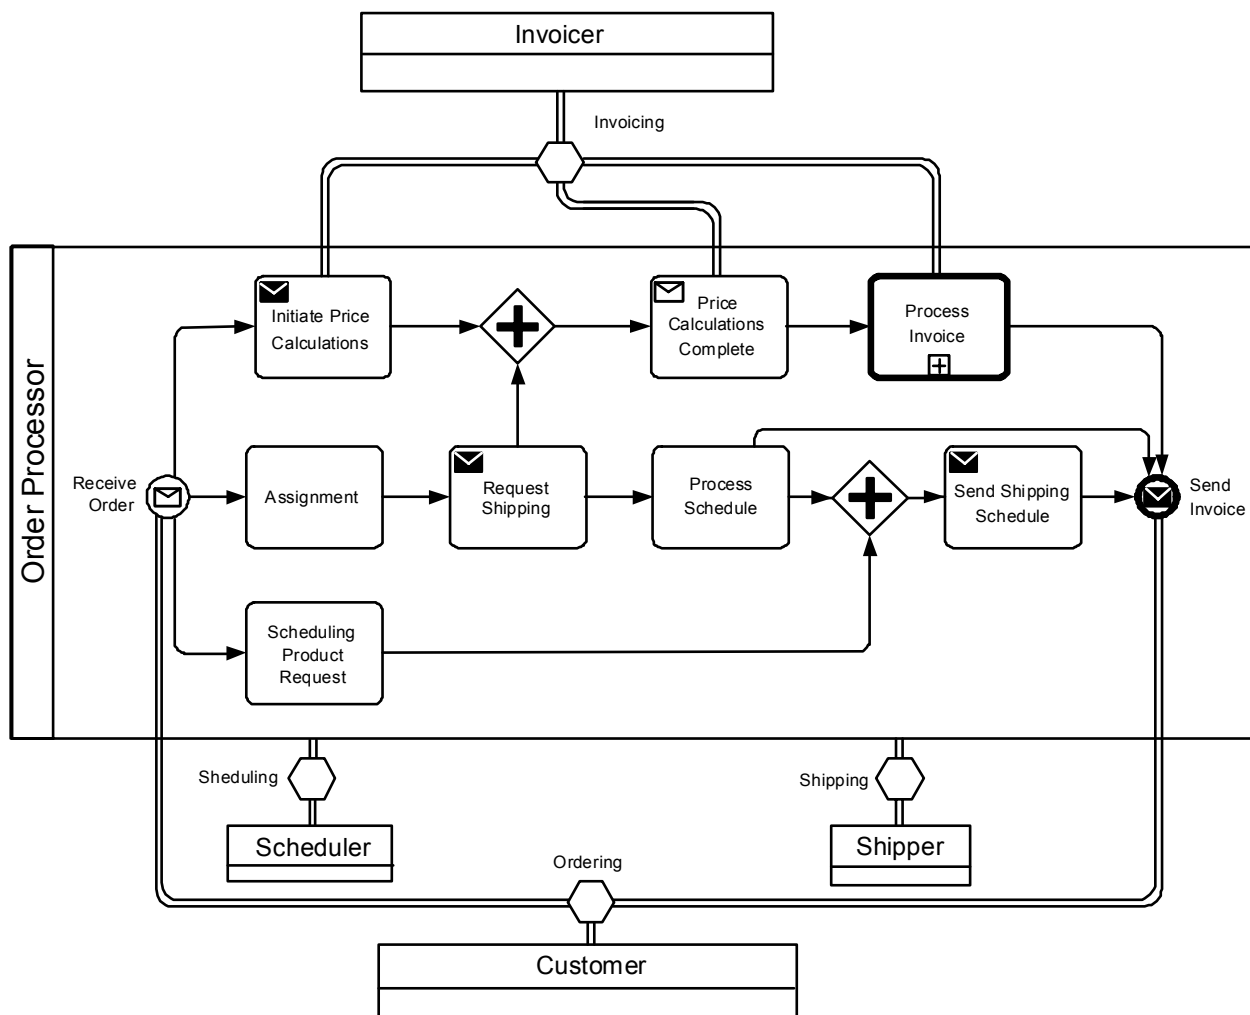 Invoicer
Invoicing
Order Processor
Initiate Price
Calculations
Price
Calculations
Complete
Process
Invoice
Receive
Order
Assignment
Request
Shipping
Process
Schedule
Send Shipping
Schedule
Send
Invoice
Scheduling
Product
Request
Sheduling
Shipping
Scheduler
Shipper
Ordering
Customer